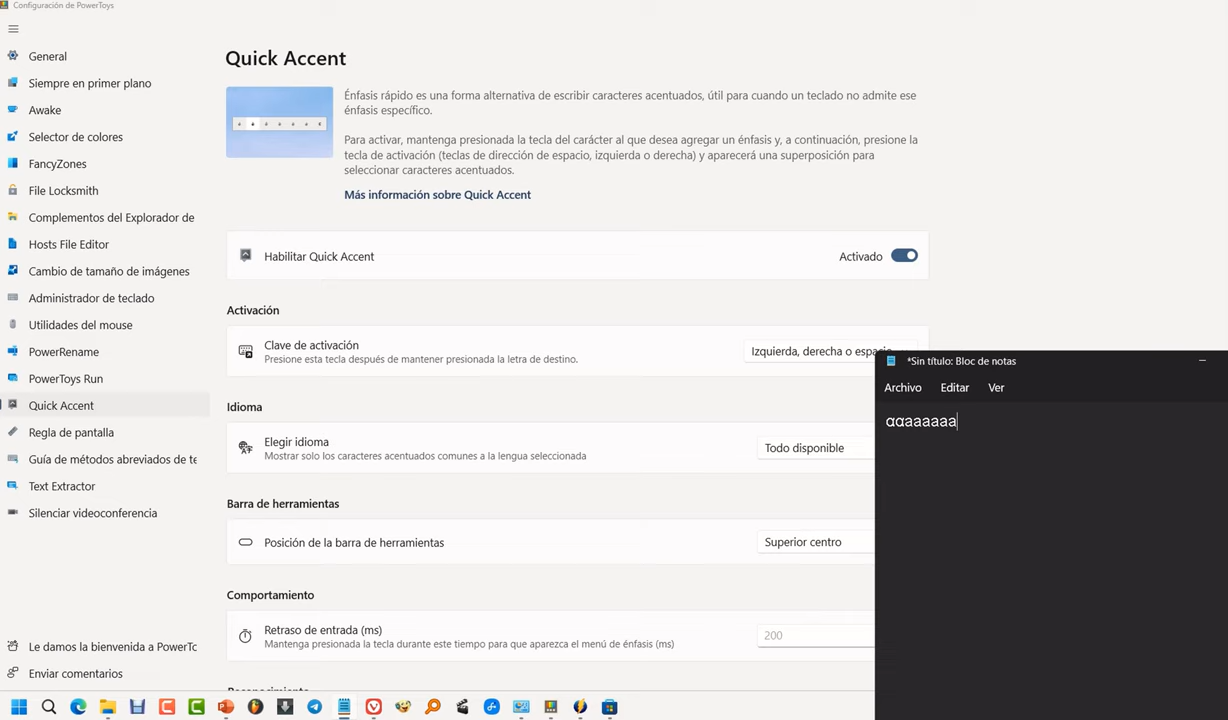 Configuración de PowerToys
General
Siempre en primer plano
Awake
Selector de colores
FancyZones
File Locksmith
Complementos del Explorador de
Hosts File Editor
Cambio de tamaño de imágenes
Administrador de teclado
Utilidades del mouse
PowerRename
PowerToys Run
Quick Accent
Regla de pantalla
Guía de métodos abreviados de te
Text Extractor
Silenciar videoconferencia
Le damos la bienvenida a PowerTo
Enviar comentarios
Quick Accent
Énfasis rápido es una forma alternativa de escribir caracteres acentuados, útil para cuando un teclado no admite ese
énfasis específico.
Para activar, mantenga presionada la tecla del carácter al que desea agregar un énfasis y, a continuación, presione la
tecla de activación (teclas de dirección de espacio, izquierda o derecha) y aparecerá una superposición para
seleccionar caracteres acentuados.
Más información sobre Quick Accent
Habilitar Quick Accent
Activado
Activación
Clave de activación
Presione esta tecla después de mantener presionada la letra de destino.
Izquierda, derecha o espacio
Idioma
Elegir idioma
Mostrar solo los caracteres acentuados comunes a la lengua seleccionada
Todo disponible
Barra de herramientas
Posición de la barra de herramientas
Superior centro
Comportamiento
Retraso de entrada (ms)
Mantenga presionada la tecla durante este tiempo para que aparezca el menú de énfasis (ms)
200
*Sin título: Bloc de notas
Archivo Editar Ver
ααaaaaaa